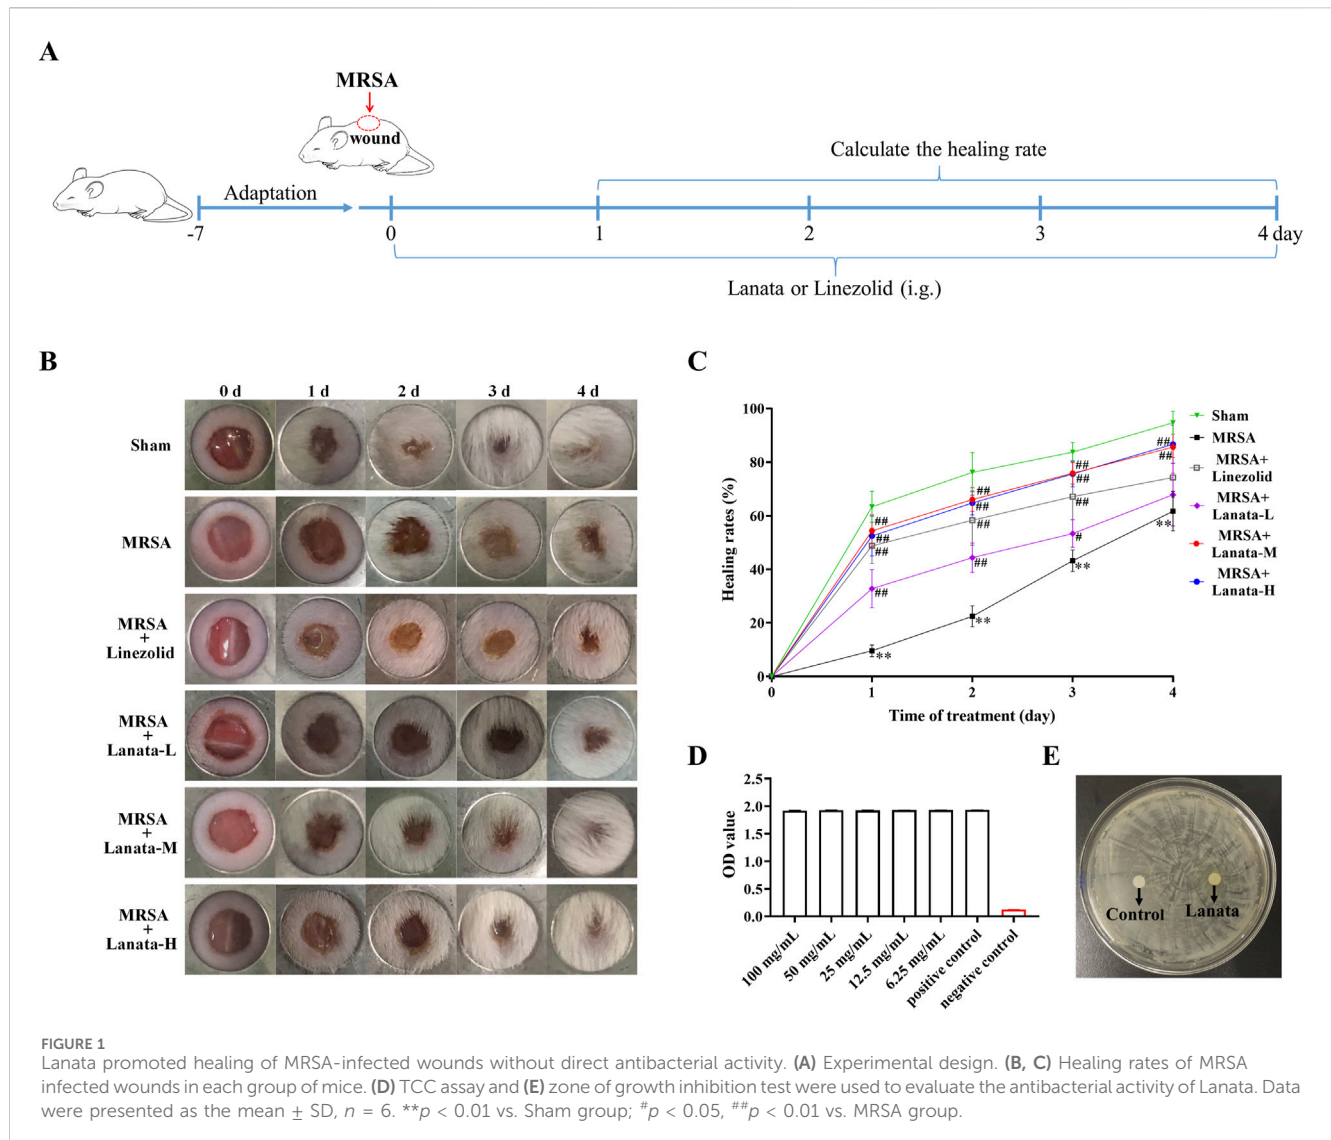 A
MRSA
wound
Adaptation
Calculate the healing rate
-7
0
1
2
3
4 day
Lanata or Linezolid (i.g.)
B
0 d
1 d
2 d
3 d
4 d
Sham
MRSA
MRSA
+
Linezolid
MRSA
+
Lanata-L
MRSA
+
Lanata-M
MRSA
+
Lanata-H
C
Healing rates (%)
100
80
60
40
20
0
0
1
2
3
4
Time of treatment (day)
##
##
##
##
**
##
##
##
##
**
##
##
##
#
**
##
##
**
Sham
MRSA
MRSA+
Linezolid
MRSA+
Lanata-L
MRSA+
Lanata-M
MRSA+
Lanata-H
D
OD value
2.5
2.0
1.5
1.0
0.5
0.0
100 mg/mL
50 mg/mL
25 mg/mL
12.5 mg/mL
6.25 mg/mL
positive control
negative control
E
Control
Lanata
FIGURE 1
Lanata promoted healing of MRSA-infected wounds without direct antibacterial activity. (A) Experimental design. (B, C) Healing rates of MRSA
infected wounds in each group of mice. (D) TCC assay and (E) zone of growth inhibition test were used to evaluate the antibacterial activity of Lanata. Data
were presented as the mean ± SD, n = 6. **p < 0.01 vs. Sham group; #p < 0.05, ##p < 0.01 vs. MRSA group.